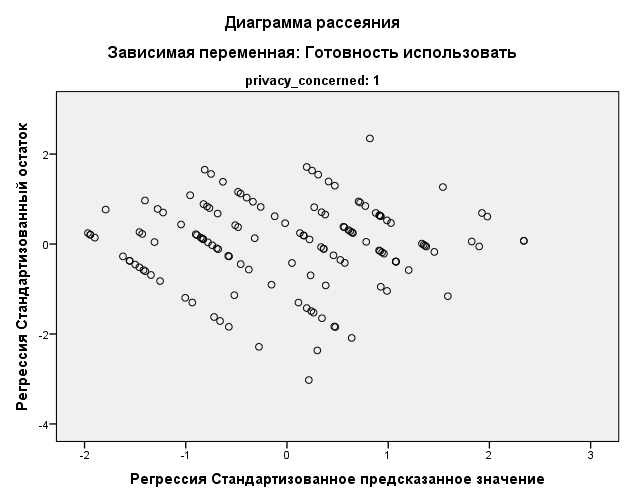 Диаграмма рассеяния
Зависимая переменная: Готовность использовать
privacy_concerned: 1
Регрессия Стандартизованный остаток
2
0
-2
-4
-2
-1
0
1
2
3
Регрессия Стандартизованное предсказанное значение